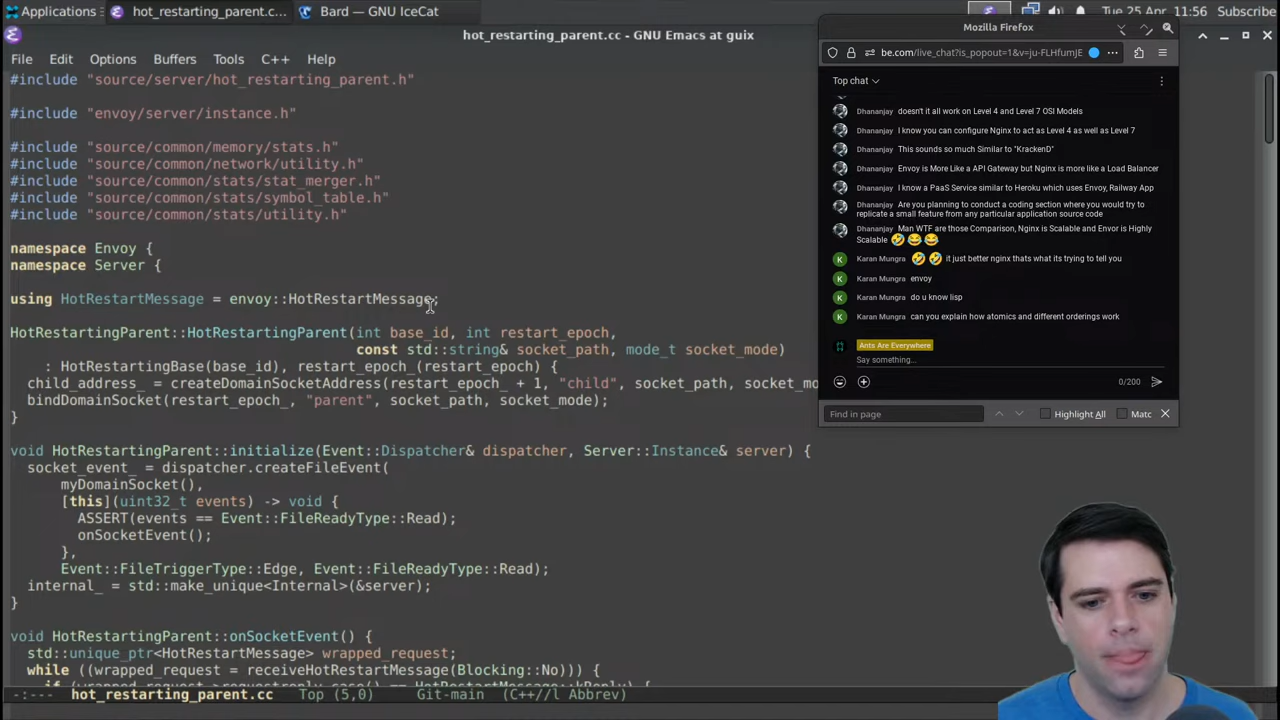 Applications
hot_restarting_parent.c...
Bard — GNU IceCat
Tue 25 Apr, 11:56
Subscribe
hot_restarting_parent.cc - GNU Emacs at guix
File Edit Options Buffers Tools C++ Help
#include "source/server/hot_restarting_parent.h"
#include "envoy/server/instance.h"
#include "source/common/memory/stats.h"
#include "source/common/network/utility.h"
#include "source/common/stats/stat_merger.h"
#include "source/common/stats/symbol_table.h"
#include "source/common/stats/utility.h"
namespace Envoy {
namespace Server {
using HotRestartMessage = envoy::HotRestartMessage;
HotRestartingParent::HotRestartingParent(int base_id, int restart_epoch,
const std::string& socket_path, mode_t socket_mode)
: HotRestartingBase(base_id), restart_epoch_(restart_epoch) {
child_address_ = createDomainSocketAddress(restart_epoch_ + 1, "child", socket_path, socket_mo
bindDomainSocket(restart_epoch_, "parent", socket_path, socket_mode);
}
void HotRestartingParent::initialize(Event::Dispatcher& dispatcher, Server::Instance& server) {
socket_event_ = dispatcher.createFileEvent(
myDomainSocket(),
[this](uint32_t events) -> void {
ASSERT(events == Event::FileReadyType::Read);
onSocketEvent();
},
Event::FileTriggerType::Edge, Event::FileReadyType::Read);
internal_ = std::make_unique<Internal>(&server);
}
void HotRestartingParent::onSocketEvent() {
std::unique_ptr<HotRestartMessage> wrapped_request;
while ((wrapped_request = receiveHotRestartMessage(Blocking::No))) {
-:--- hot_restarting_parent.cc Top (5,0) Git-main (C++//l Abbrev)
Mozilla Firefox
be.com/live_chat?is_popout=1&v=ju-FLHfumJE
Top chat
Dhananjay doesn't it all work on Level 4 and Level 7 OSI Models
Dhananjay I know you can configure Nginx to act as Level 4 as well as Level 7
Dhananjay This sounds so much Similar to "KrackenD"
Dhananjay Envoy is More Like a API Gateway but Nginx is more like a Load Balancer
Dhananjay I know a PaaS Service similar to Heroku which uses Envoy, Railway App
Dhananjay Are you planning to conduct a coding section where you would try to
replicate a small feature from any particular application source code
Dhananjay Man WTF are those Comparison, Nginx is Scalable and Envor is Highly
Scalable 🤣 😂 😂
K Karan Mungra 🤣 🤣 it just better nginx thats what its trying to tell you
K Karan Mungra envoy
K Karan Mungra do u know lisp
K Karan Mungra can you explain how atomics and different orderings work
Ants Are Everywhere
Say something...
0/200
Find in page
Highlight All
Matc